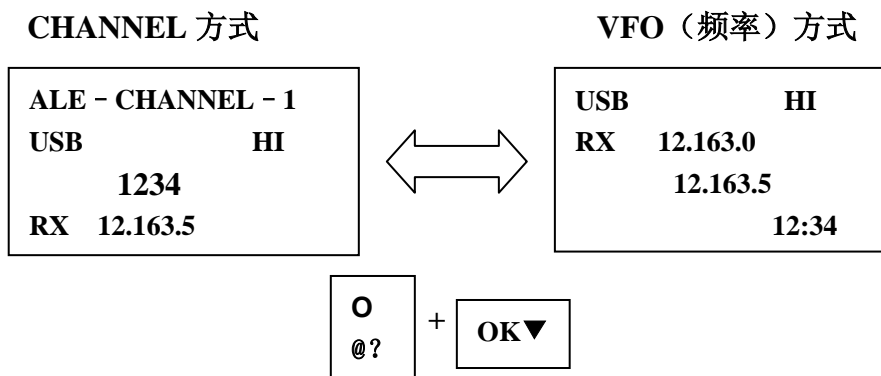 CHANNEL 方式
VFO（频率）方式
ALE－CHANNEL－1
USB HI
1234
RX 12.163.5
USB HI
RX 12.163.0
12.163.5
12:34
O
@?
+
OK▼